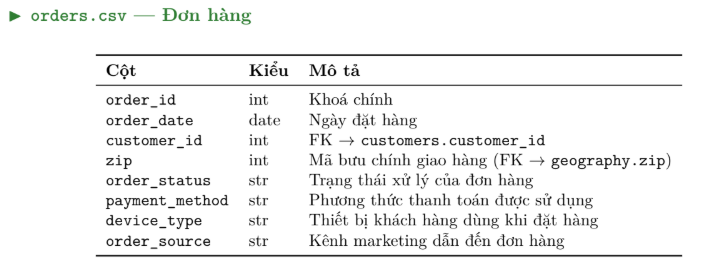 ▶ orders.csv — Đơn hàng
Cột Kiểu Mô tả
order_id int Khoá chính
order_date date Ngày đặt hàng
customer_id int FK → customers.customer_id
zip int Mã bưu chính giao hàng (FK → geography.zip)
order_status str Trạng thái xử lý của đơn hàng
payment_method str Phương thức thanh toán được sử dụng
device_type str Thiết bị khách hàng dùng khi đặt hàng
order_source str Kênh marketing dẫn đến đơn hàng